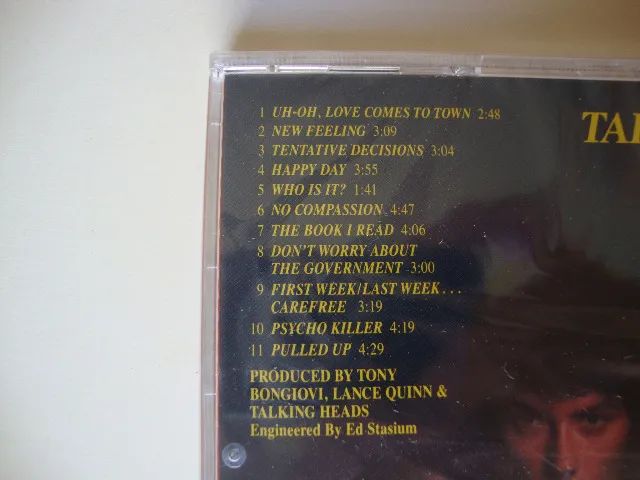 1 UH-OH, LOVE COMES TO TOWN 2:48
TAL
2 NEW FEELING 3:09
3 TENTATIVE DECISIONS 3:04
4 HAPPY DAY 3:55
5 WHO IS IT? 1:41
6 NO COMPASSION 4:47
7 THE BOOK I READ 4:06
8 DON'T WORRY ABOUT
THE GOVERNMENT 3:00
9 FIRST WEEK/LAST WEEK...
CAREFREE 3:19
10 PSYCHO KILLER 4:19
11 PULLED UP 4:29
PRODUCED BY TONY
BONGIOVI, LANCE QUINN &
TALKING HEADS
Engineered By Ed Stasium